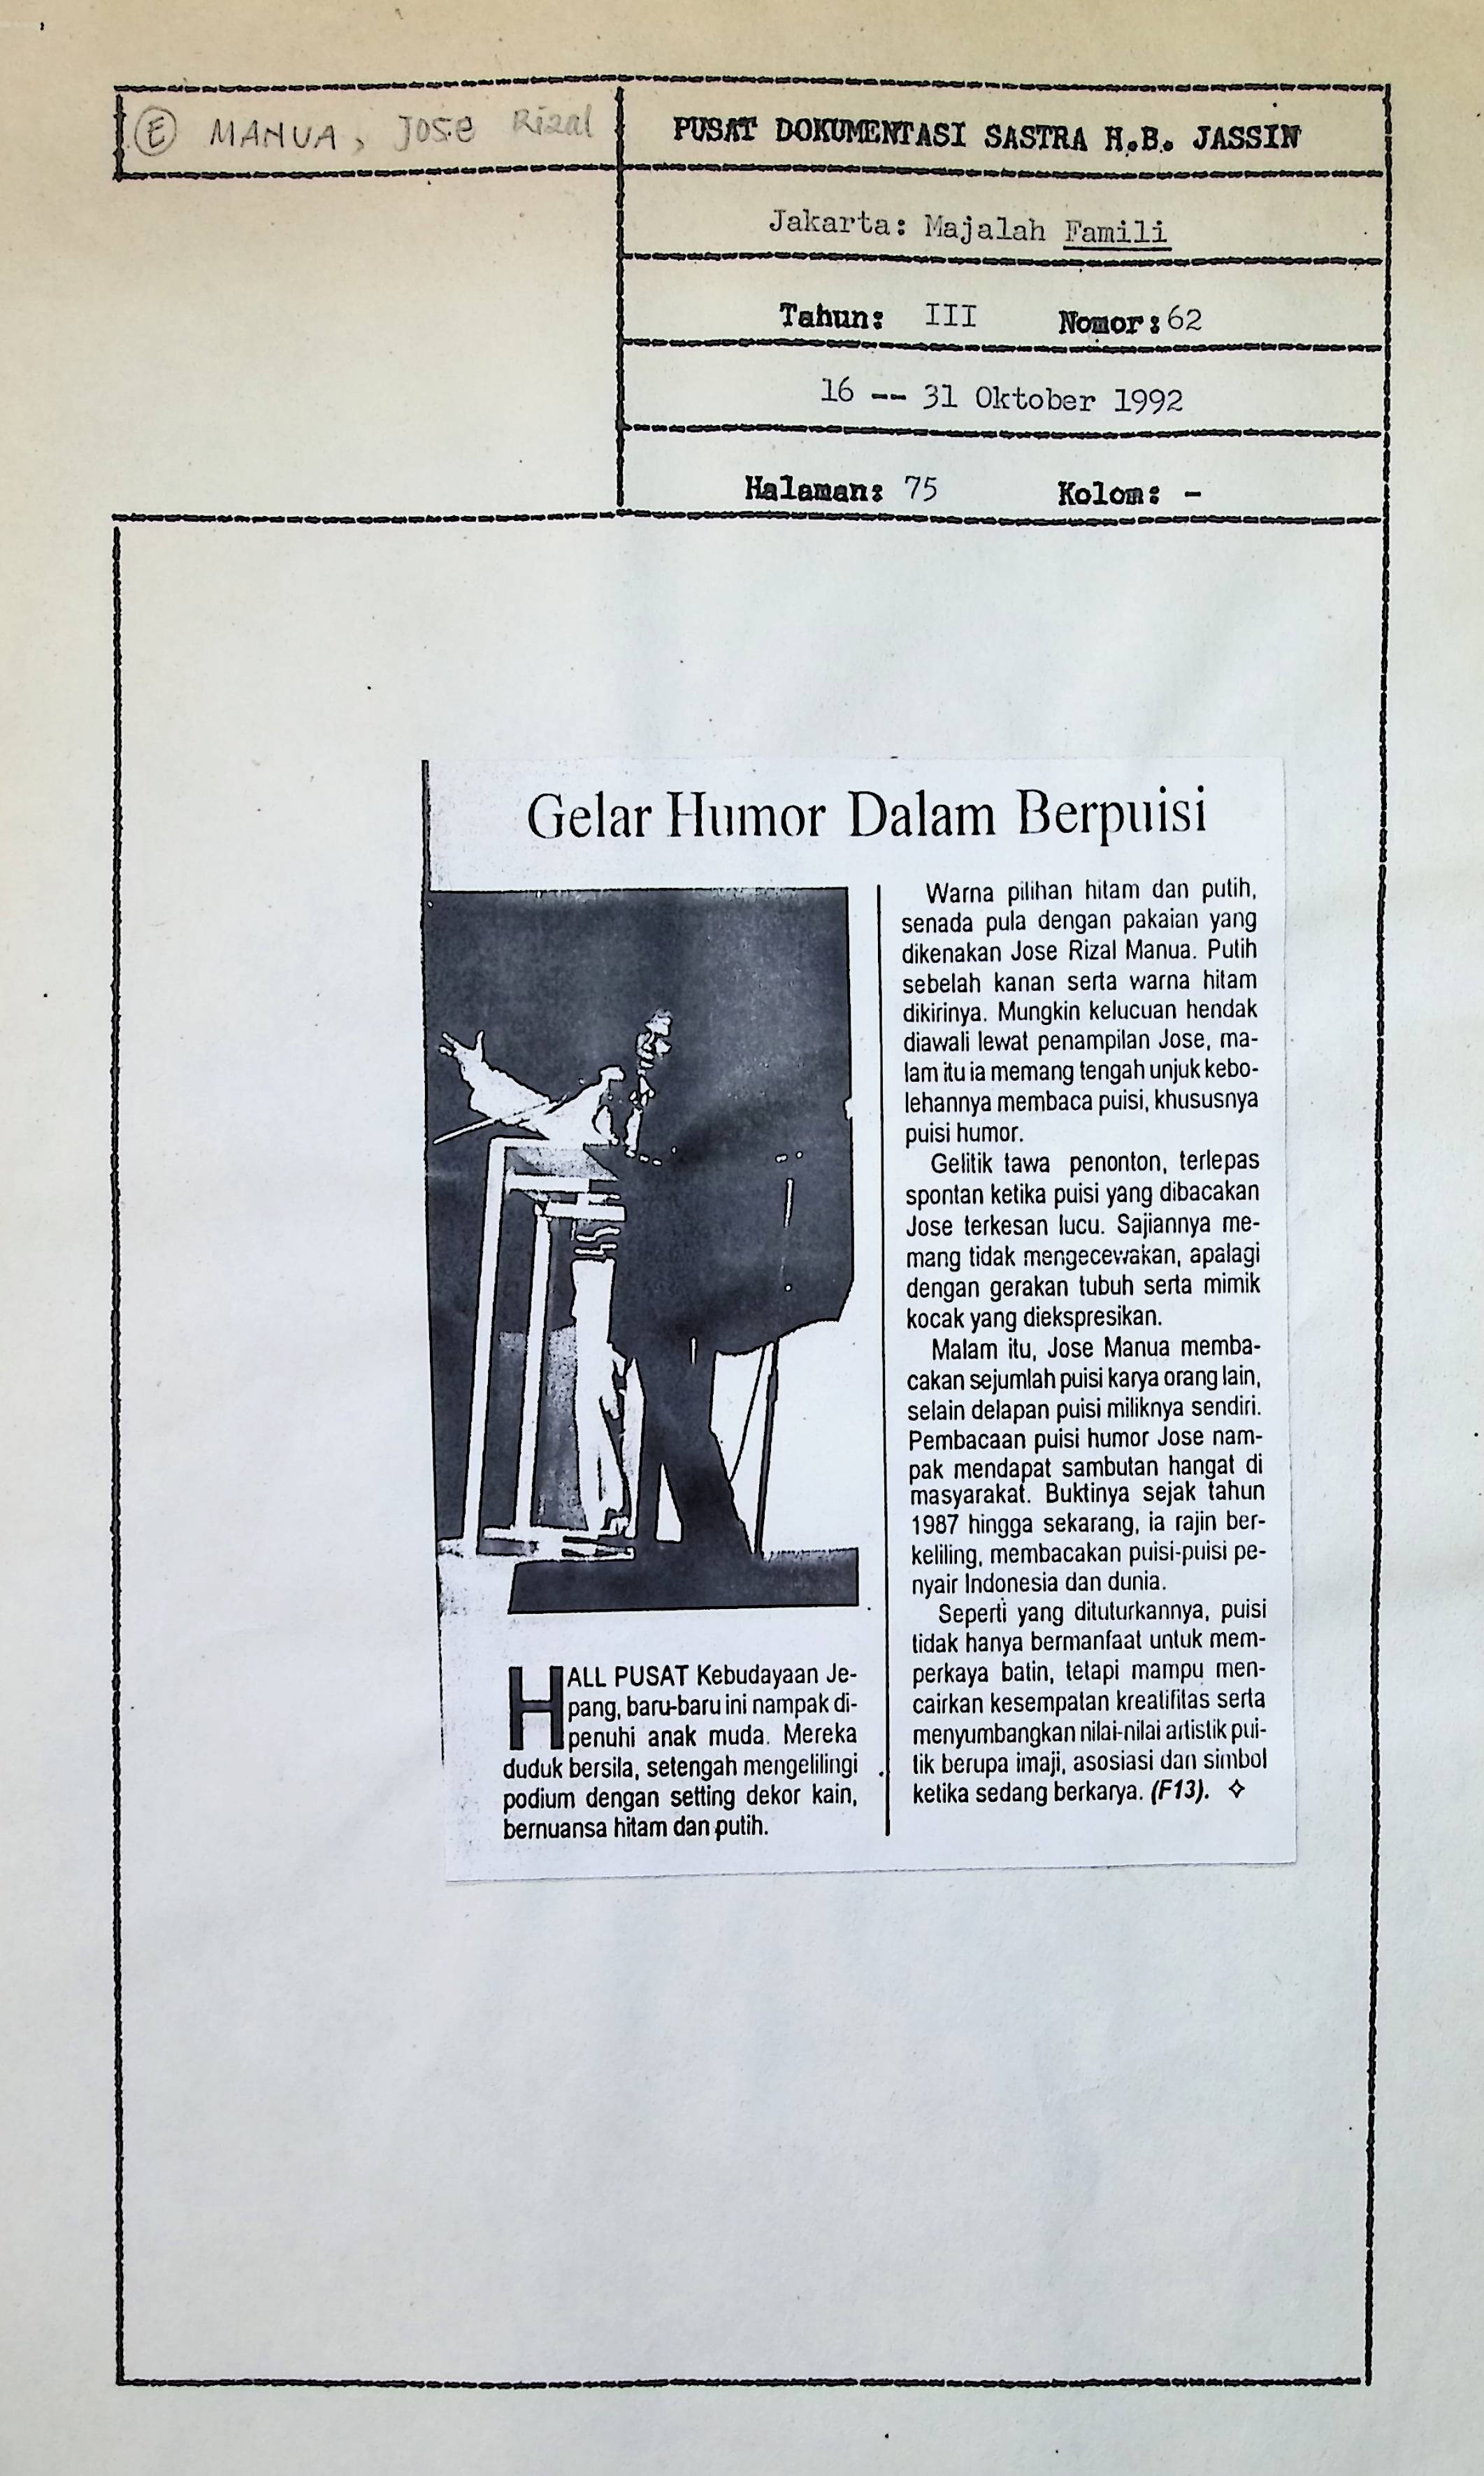 Ⓔ MANUA, JOSE Rizal
PUSAT DOKUMENTASI SASTRA H.B. JASSIN
Jakarta: Majalah Famili
Tahun: III Nomor: 62
16 -- 31 Oktober 1992
Halaman: 75 Kolom: -
Gelar Humor Dalam Berpuisi
HALL PUSAT Kebudayaan Je-
pang, baru-baru ini nampak di-
penuhi anak muda. Mereka
duduk bersila, setengah mengelilingi
podium dengan setting dekor kain,
bernuansa hitam dan putih.
Warna pilihan hitam dan putih,
senada pula dengan pakaian yang
dikenakan Jose Rizal Manua. Putih
sebelah kanan serta warna hitam
dikirinya. Mungkin kelucuan hendak
diawali lewat penampilan Jose, ma-
lam itu ia memang tengah unjuk kebo-
lehannya membaca puisi, khususnya
puisi humor.
Gelitik tawa penonton, terlepas
spontan ketika puisi yang dibacakan
Jose terkesan lucu. Sajiannya me-
mang tidak mengecewakan, apalagi
dengan gerakan tubuh serta mimik
kocak yang diekspresikan.
Malam itu, Jose Manua memba-
cakan sejumlah puisi karya orang lain,
selain delapan puisi miliknya sendiri.
Pembacaan puisi humor Jose nam-
pak mendapat sambutan hangat di
masyarakat. Buktinya sejak tahun
1987 hingga sekarang, ia rajin ber-
keliling, membacakan puisi-puisi pe-
nyair Indonesia dan dunia.
Seperti yang dituturkannya, puisi
tidak hanya bermanfaat untuk mem-
perkaya batin, tetapi mampu men-
cairkan kesempatan kreatifitas serta
menyumbangkan nilai-nilai artistik pui-
tik berupa imaji, asosiasi dan simbol
ketika sedang berkarya. (F13). ✧